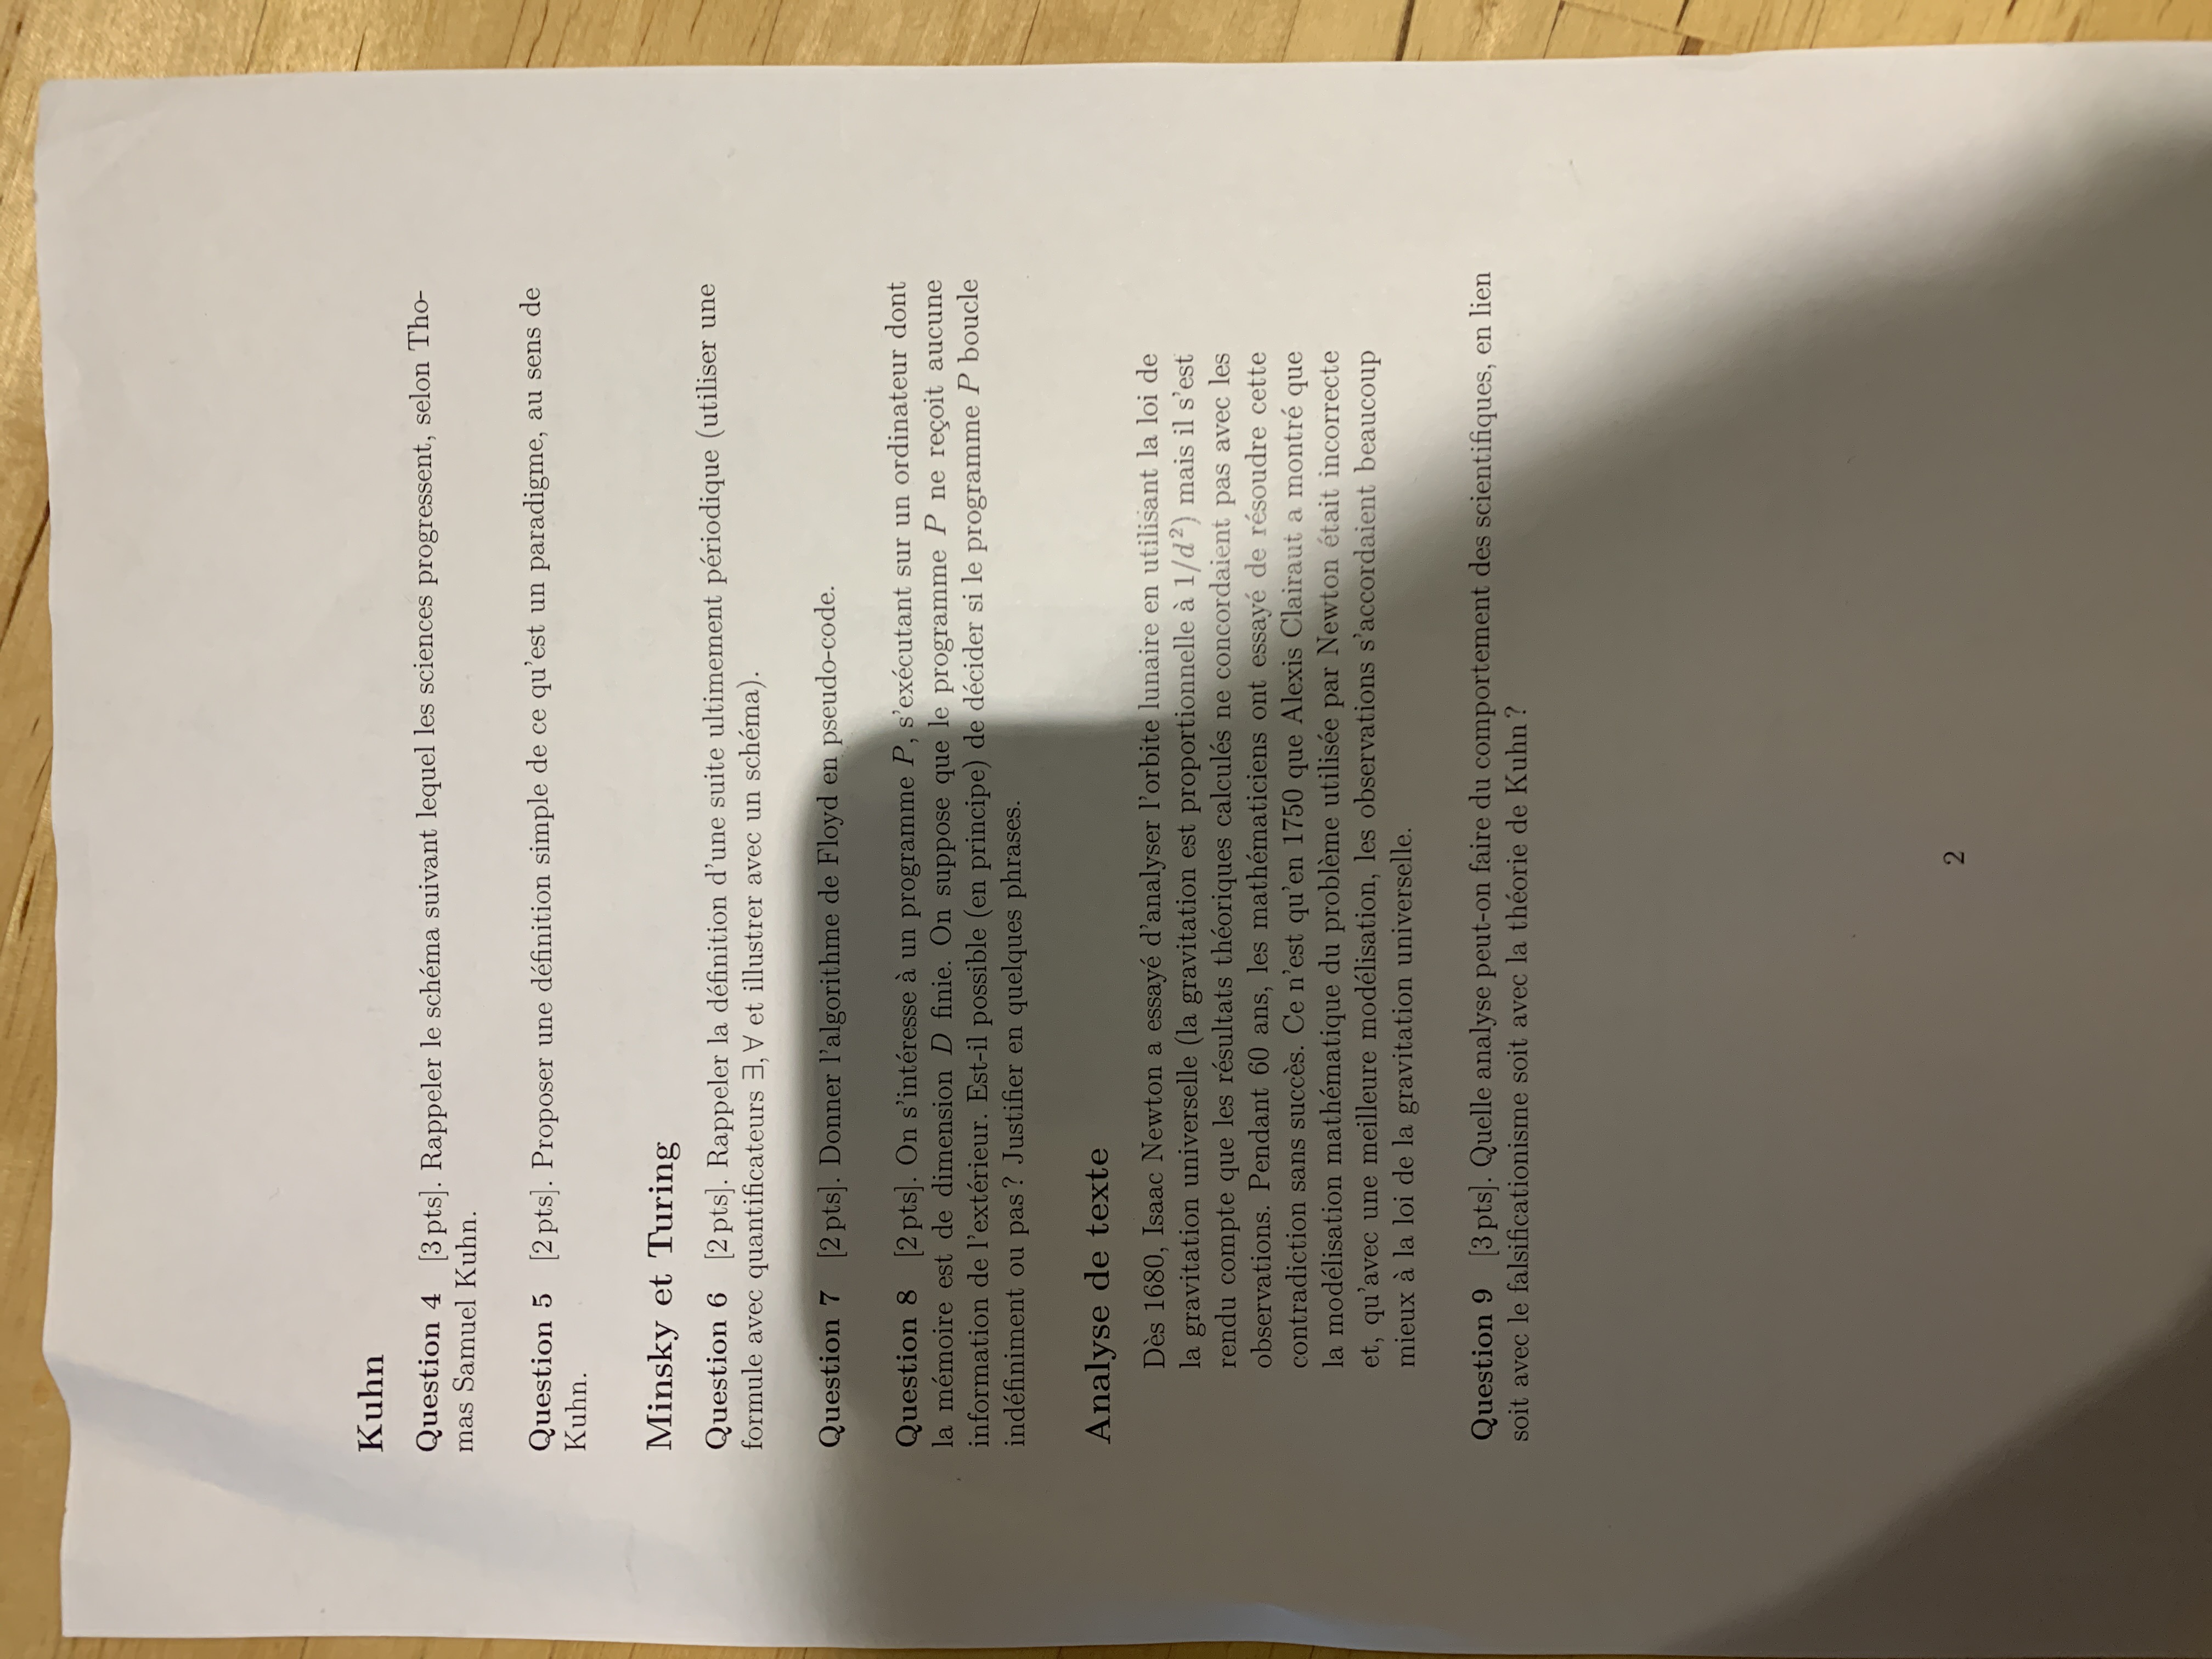 Kuhn
Question 4 [3 pts]. Rappeler le schéma suivant lequel les sciences progressent, selon Tho-
mas Samuel Kuhn.
Question 5 [2 pts]. Proposer une définition simple de ce qu'est un paradigme, au sens de
Kuhn.
Minsky et Turing
Question 6 [2 pts]. Rappeler la définition d'une suite ultimement périodique (utiliser une
formule avec quantificateurs ∃, ∀ et illustrer avec un schéma).
Question 7 [2 pts]. Donner l'algorithme de Floyd en pseudo-code.
Question 8 [2 pts]. On s'intéresse à un programme P, s'exécutant sur un ordinateur dont
la mémoire est de dimension D finie. On suppose que le programme P ne reçoit aucune
information de l'extérieur. Est-il possible (en principe) de décider si le programme P boucle
indéfiniment ou pas ? Justifier en quelques phrases.
Analyse de texte
Dès 1680, Isaac Newton a essayé d'analyser l'orbite lunaire en utilisant la loi de
la gravitation universelle (la gravitation est proportionnelle à 1/d²) mais il s'est
rendu compte que les résultats théoriques calculés ne concordaient pas avec les
observations. Pendant 60 ans, les mathématiciens ont essayé de résoudre cette
contradiction sans succès. Ce n'est qu'en 1750 que Alexis Clairaut a montré que
la modélisation mathématique du problème utilisée par Newton était incorrecte
et, qu'avec une meilleure modélisation, les observations s'accordaient beaucoup
mieux à la loi de la gravitation universelle.
Question 9 [3 pts]. Quelle analyse peut-on faire du comportement des scientifiques, en lien
soit avec le falsificationisme soit avec la théorie de Kuhn ?
2